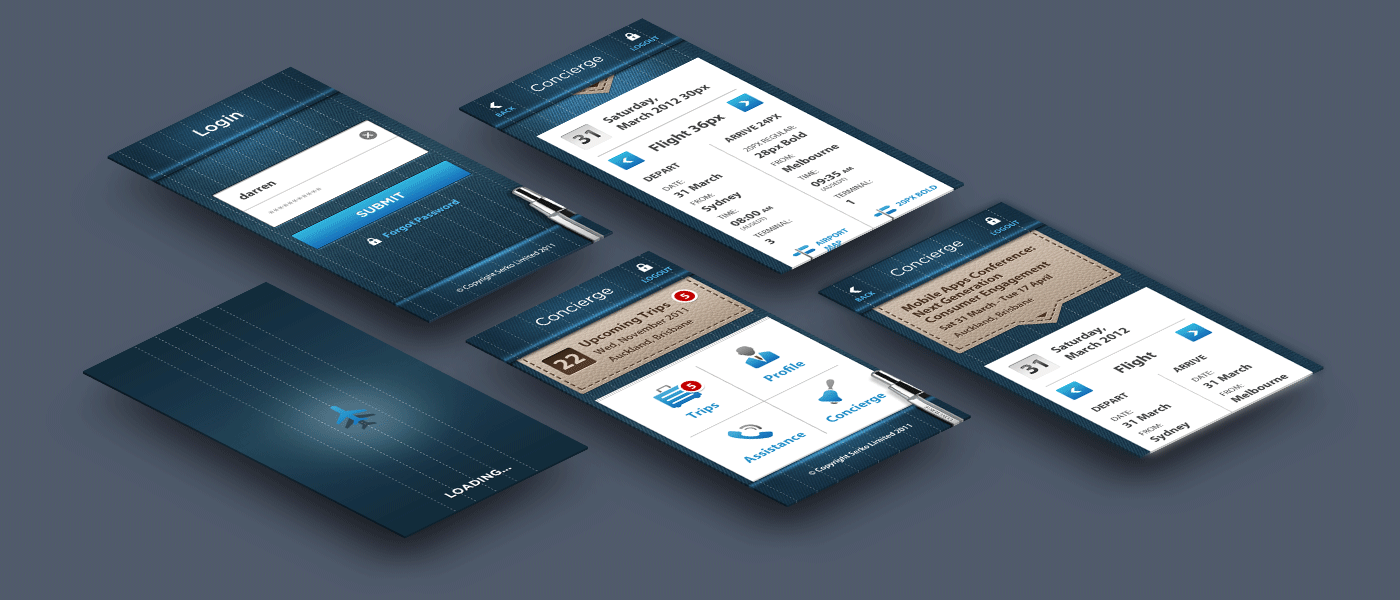 Login
darren
**********
SUBMIT
Forgot Password
© Copyright Serko Limited 2011
BACK
Concierge
LOGOUT
31
Saturday,
March 2012 30px
Flight 36px
DEPART
DATE:
31 March
FROM:
Sydney
TIME:
08:00 AM
(AUSEDT)
TERMINAL:
3
AIRPORT
MAP
ARRIVE 24PX
20PX REGULAR:
28px Bold
FROM:
Melbourne
TIME:
09:35 AM
(AUSEDT)
TERMINAL:
1
20PX BOLD
LOADING...
Concierge
LOGOUT
22
Upcoming Trips
5
Wed, November 2011
Auckland, Brisbane
Trips
5
Profile
Assistance
Concierge
© Copyright Serko Limited 2011
BACK
Concierge
LOGOUT
Mobile Apps Conference:
Next Generation
Consumer Engagement
Sat 31 March - Tue 17 April
Auckland, Brisbane
31
Saturday,
March 2012
Flight
DEPART
DATE:
31 March
FROM:
Sydney
ARRIVE
DATE:
31 March
FROM:
Melbourne